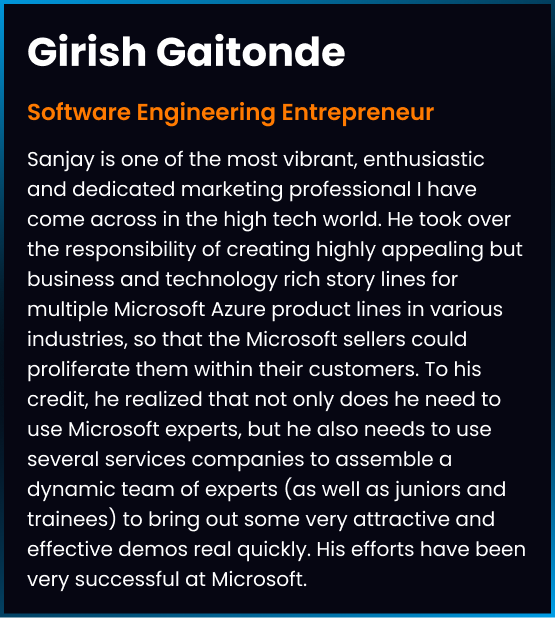 Girish Gaitonde
Software Engineering Entrepreneur
Sanjay is one of the most vibrant, enthusiastic
and dedicated marketing professional I have
come across in the high tech world. He took over
the responsibility of creating highly appealing but
business and technology rich story lines for
multiple Microsoft Azure product lines in various
industries, so that the Microsoft sellers could
proliferate them within their customers. To his
credit, he realized that not only does he need to
use Microsoft experts, but he also needs to use
several services companies to assemble a
dynamic team of experts (as well as juniors and
trainees) to bring out some very attractive and
effective demos real quickly. His efforts have been
very successful at Microsoft.